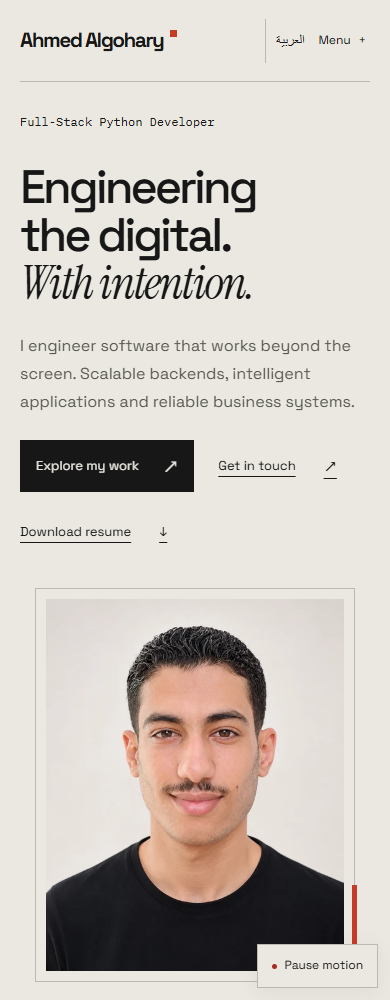 Ahmed Algohary
العربية
Menu +
Full-Stack Python Developer
Engineering
the digital.
With intention.
I engineer software that works beyond the
screen. Scalable backends, intelligent
applications and reliable business systems.
Explore my work ↗
Get in touch ↗
Download resume ↓
Pause motion